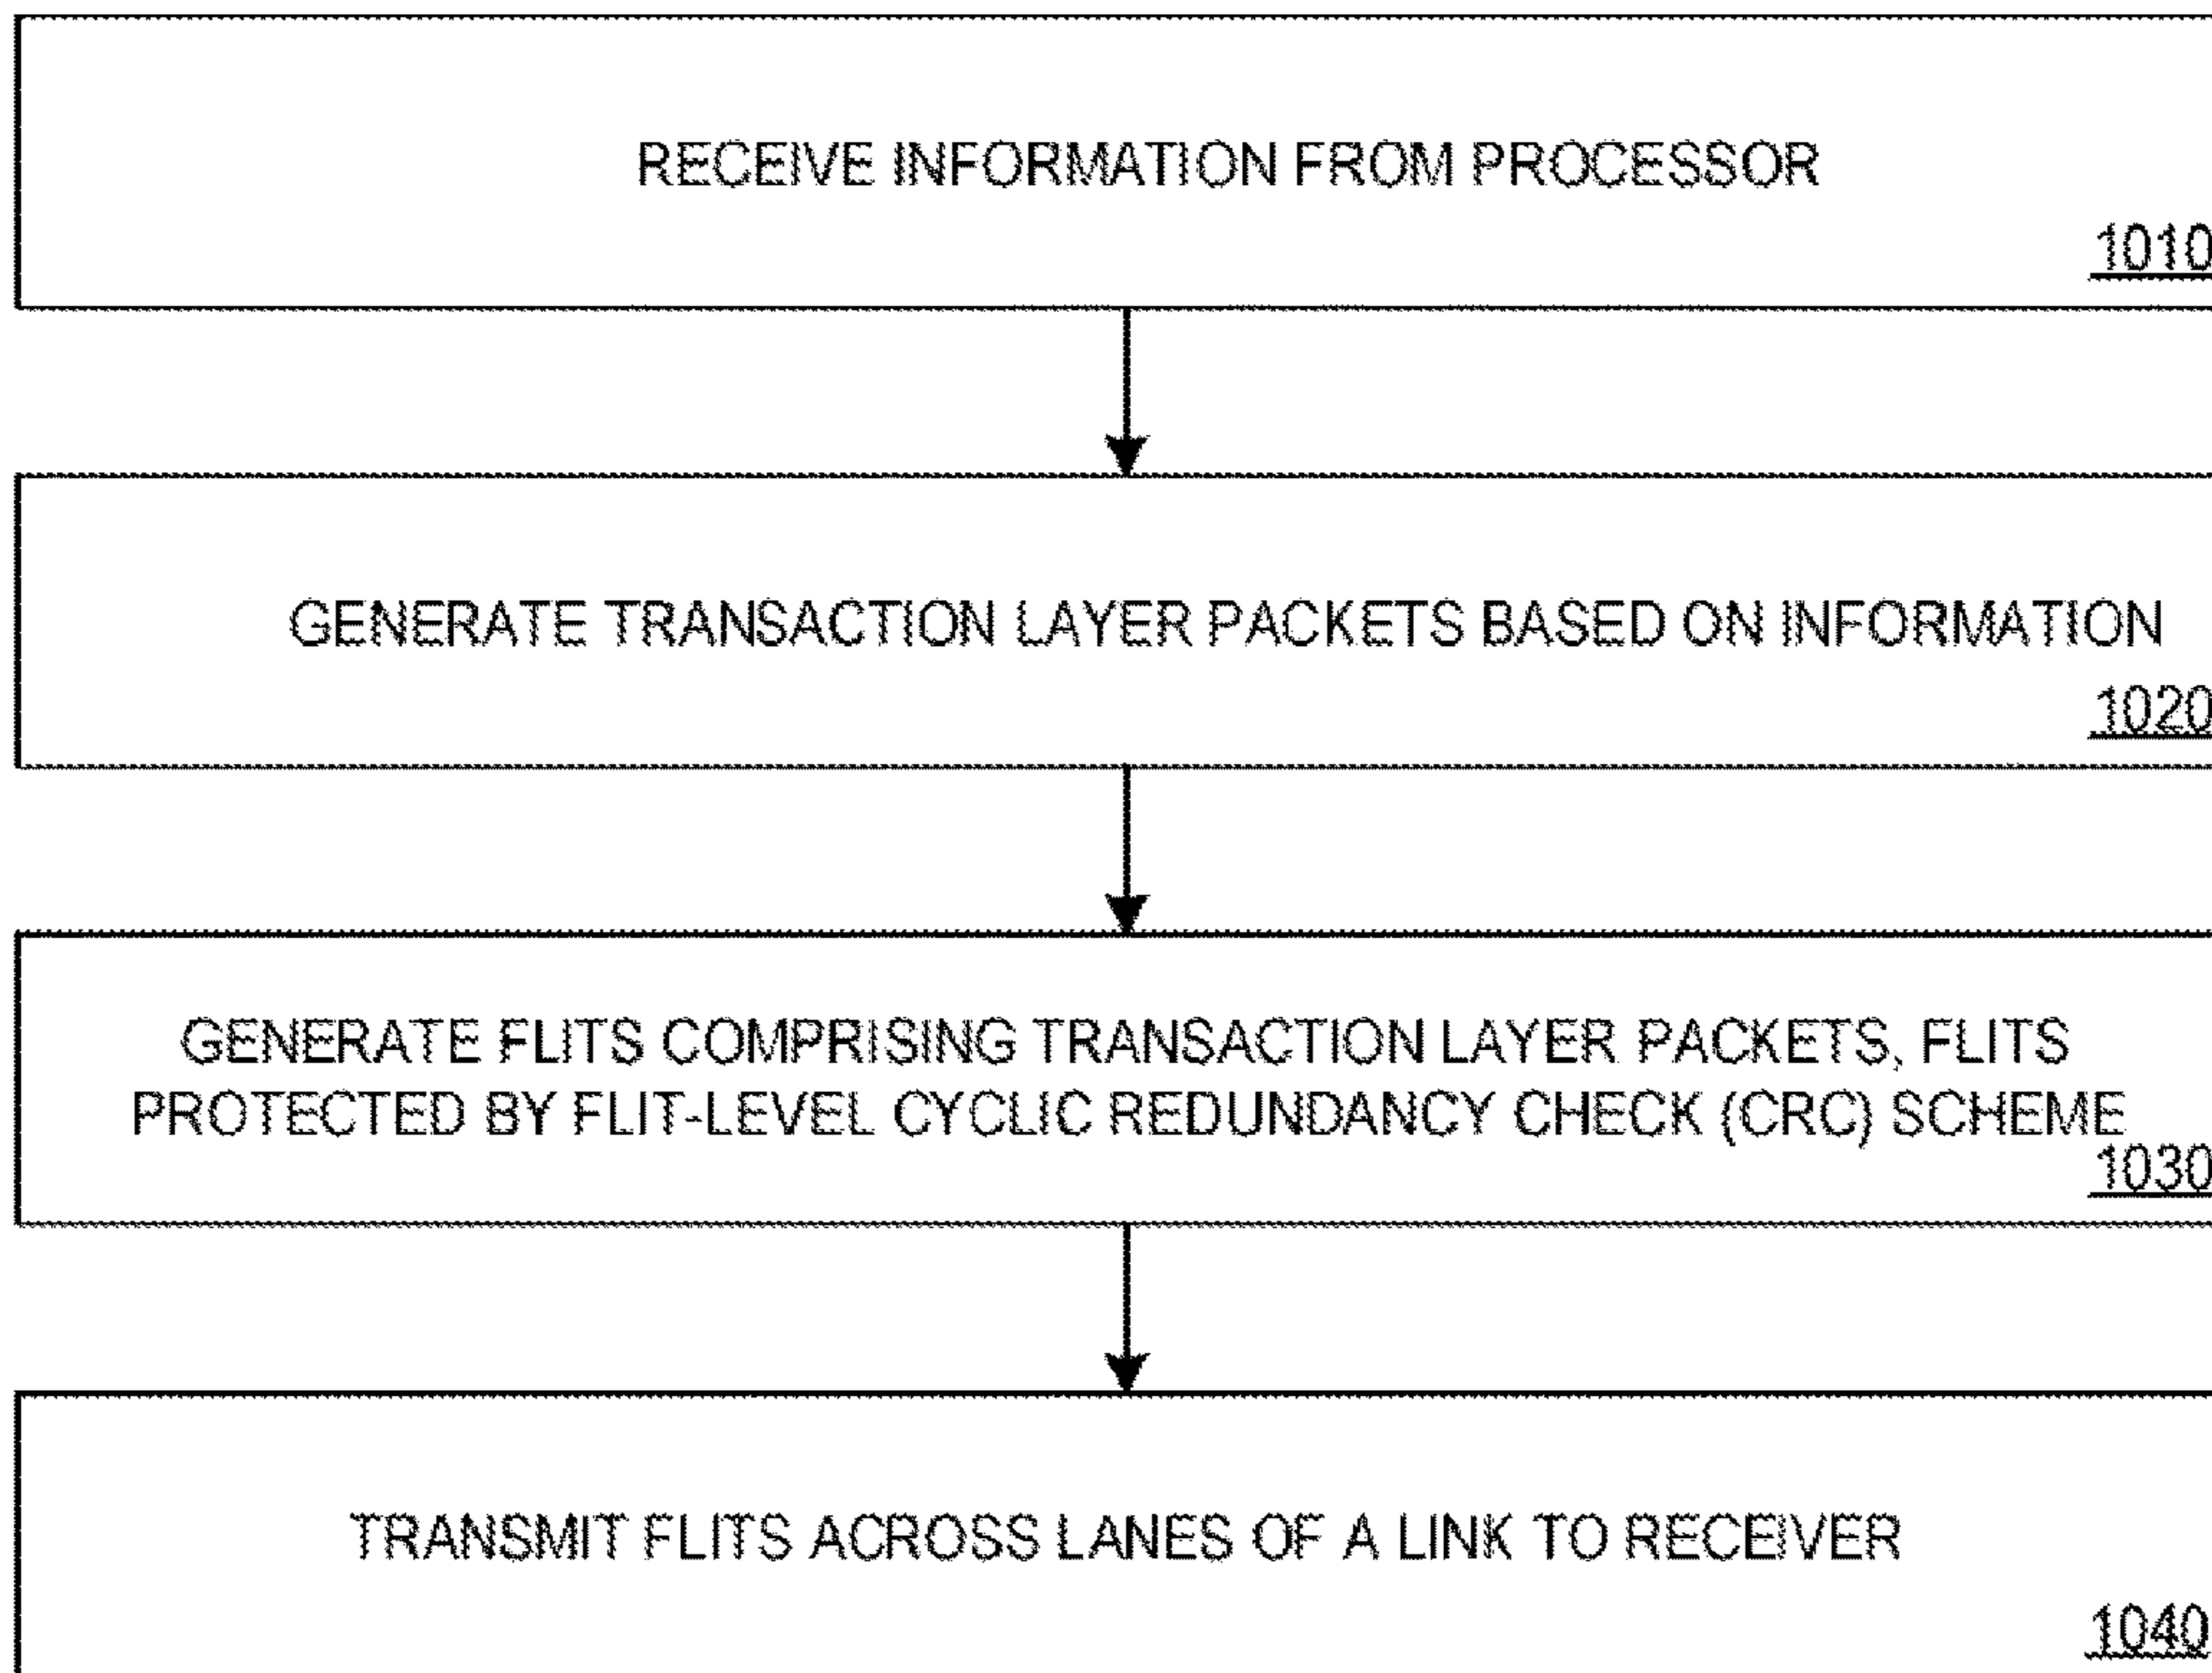 RECEIVE INFORMATION FROM PROCESSOR
1010
GENERATE TRANSACTION LAYER PACKETS BASED ON INFORMATION
1020
GENERATE FLITS COMPRISING TRANSACTION LAYER PACKETS, FLITS
PROTECTED BY FLIT-LEVEL CYCLIC REDUNDANCY CHECK (CRC) SCHEME
1030
TRANSMIT FLITS ACROSS LANES OF A LINK TO RECEIVER
1040